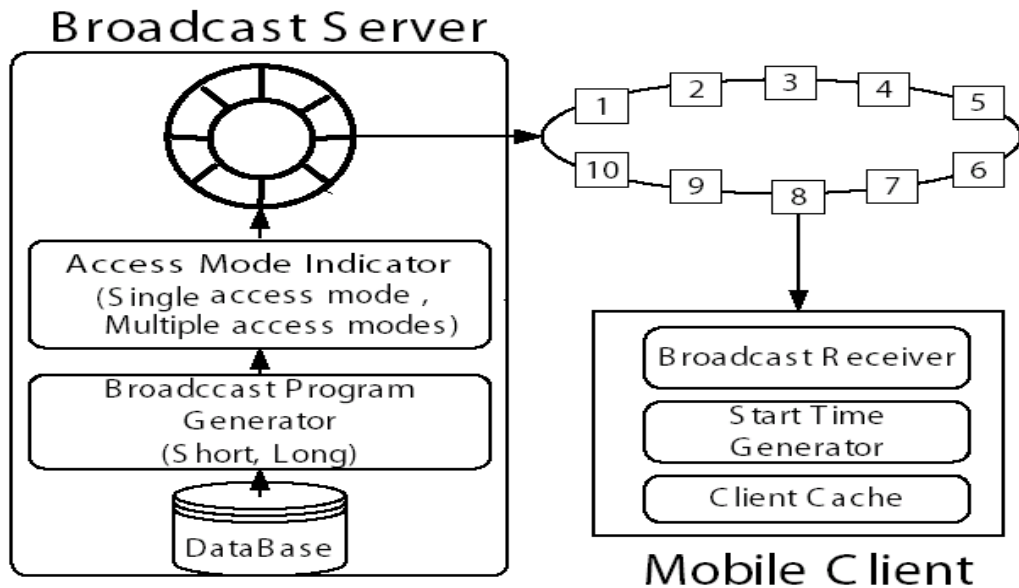 Broadcast Server
Access Mode Indicator
(Single access mode ,
Multiple access modes)
Broadccast Program
Generator
(Short, Long)
DataBase
1
2
3
4
5
6
7
8
9
10
Broadcast Receiver
Start Time
Generator
Client Cache
Mobile Client